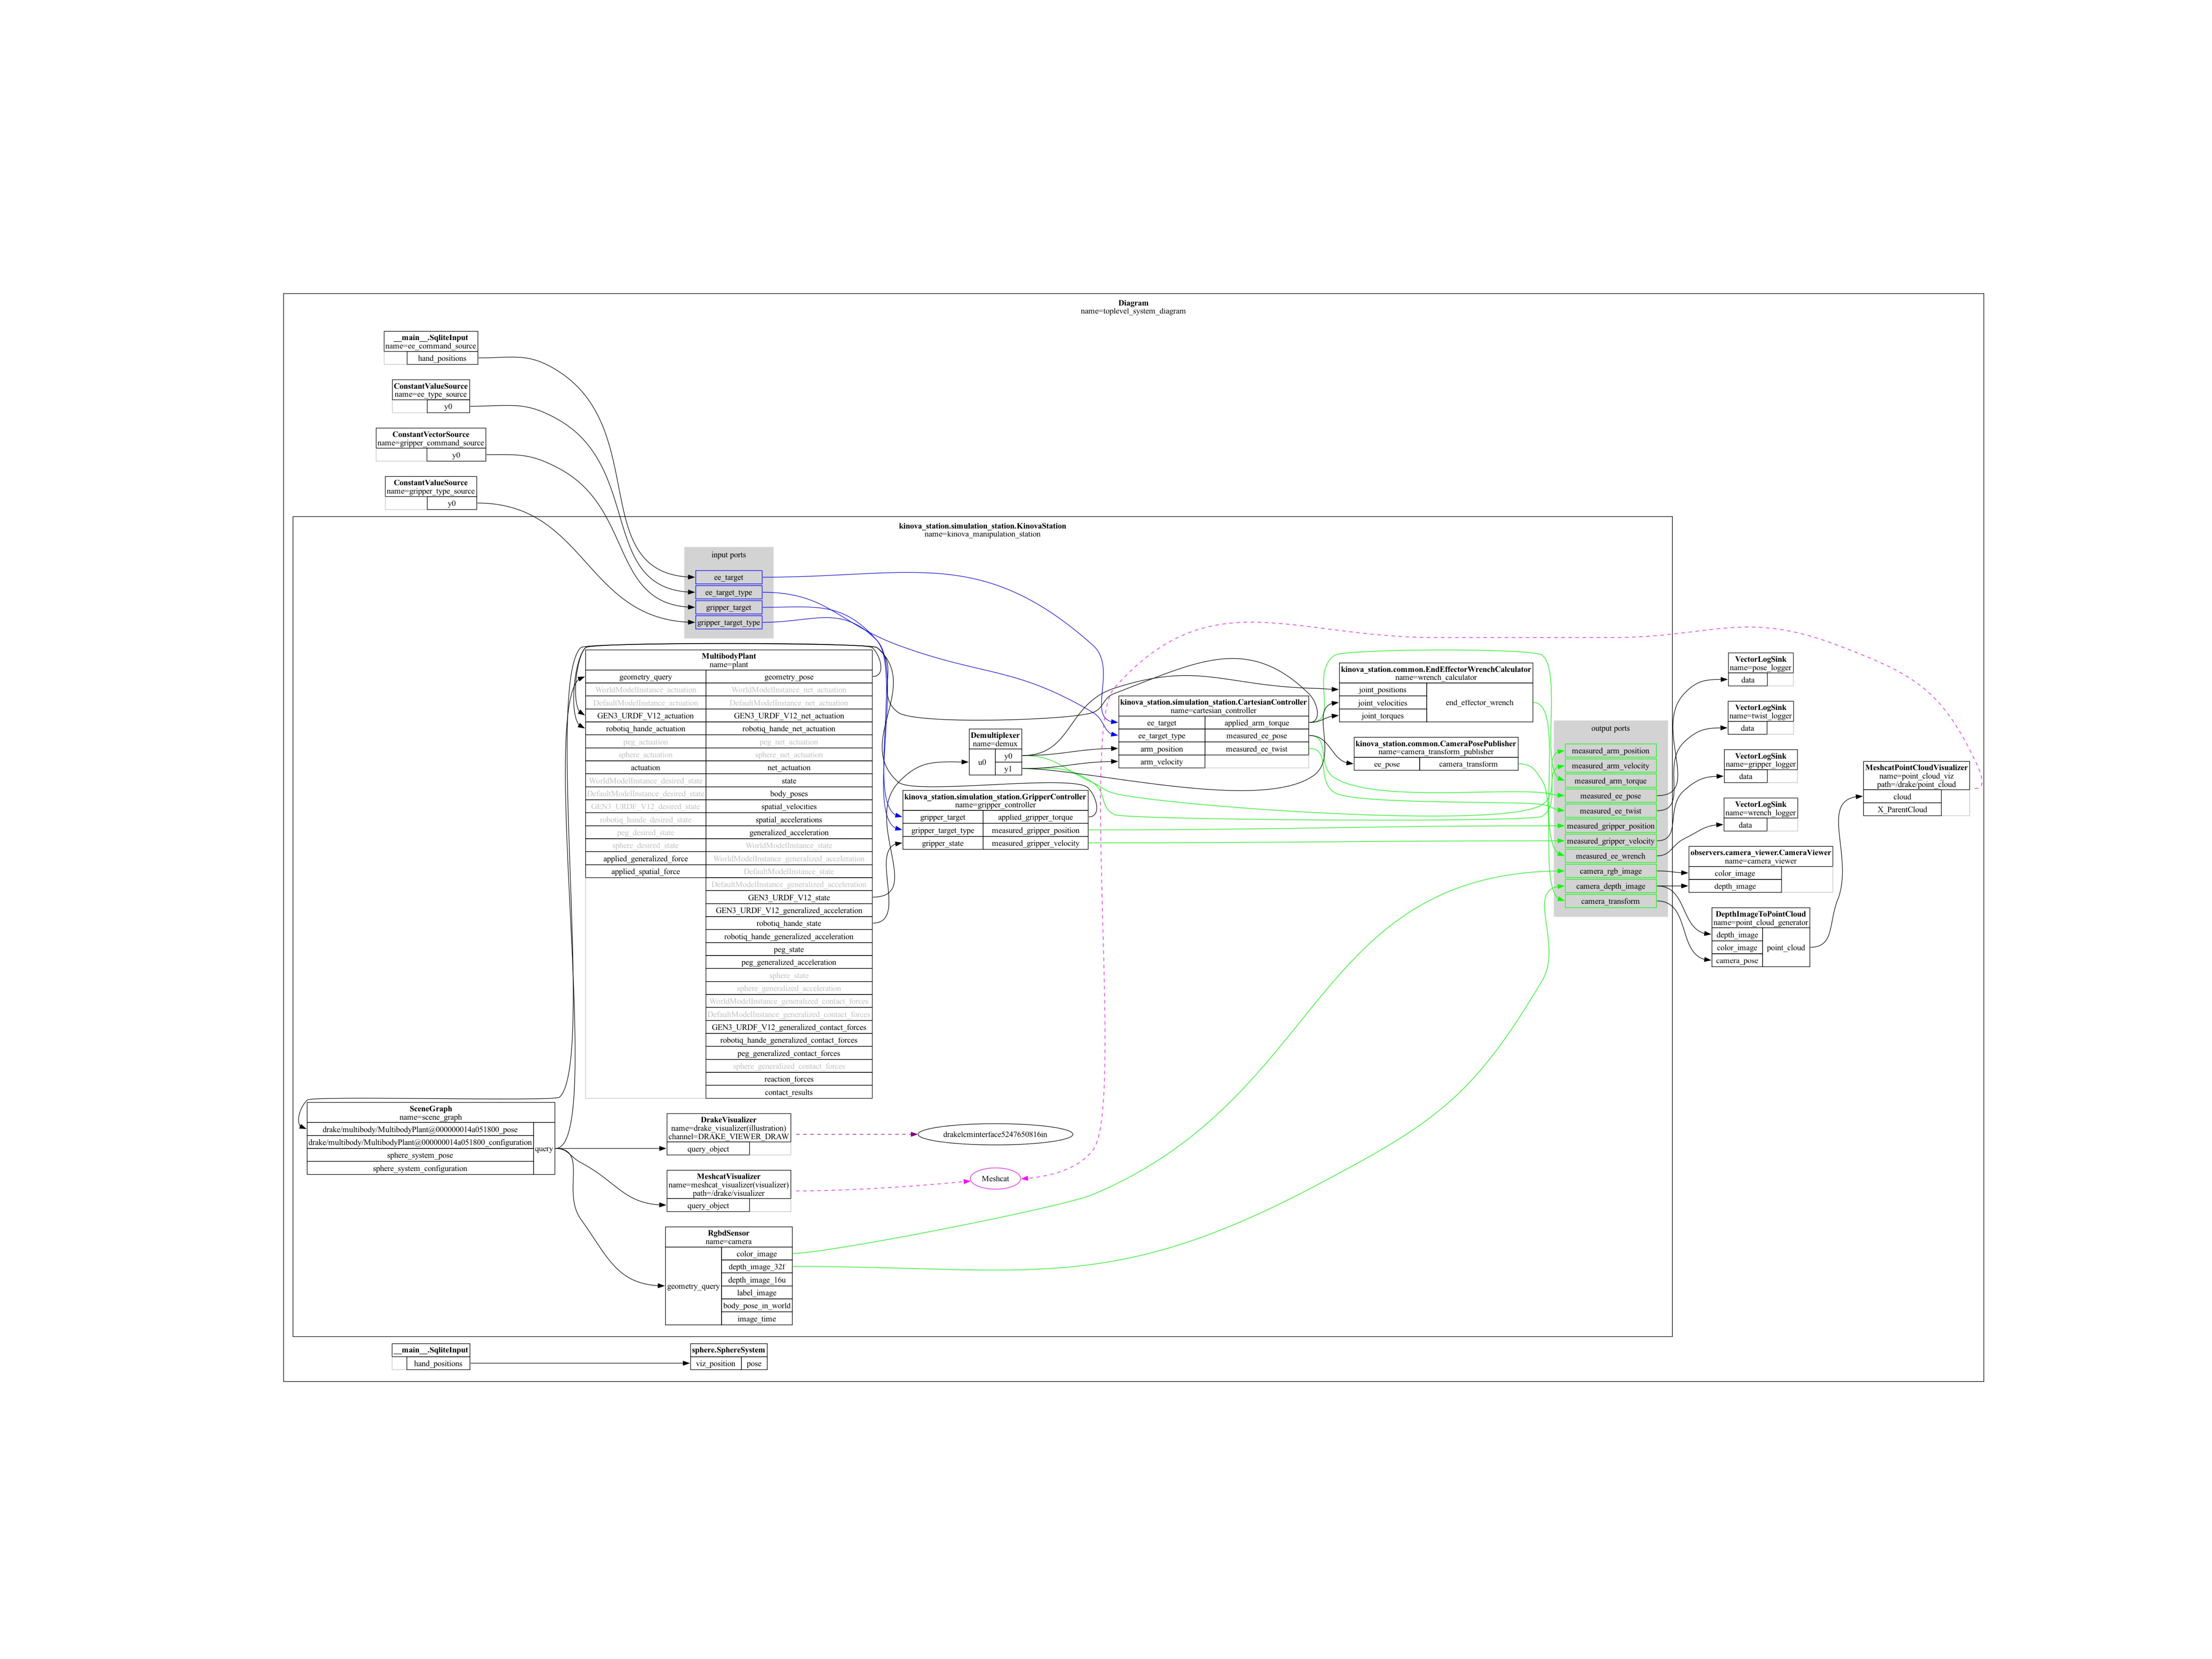 Diagram
name=toplevel_system_diagram
__main__.SqliteInput
name=ee_command_source
hand_positions
ConstantValueSource
name=ee_type_source
y0
ConstantVectorSource
name=gripper_command_source
y0
ConstantValueSource
name=gripper_type_source
y0
kinova_station.simulation_station.KinovaStation
name=kinova_manipulation_station
input ports
ee_target
ee_target_type
gripper_target
gripper_target_type
MultibodyPlant
name=plant
geometry_query geometry_pose
WorldModelInstance_actuation WorldModelInstance_net_actuation
DefaultModelInstance_actuation DefaultModelInstance_net_actuation
GEN3_URDF_V12_actuation GEN3_URDF_V12_net_actuation
robotiq_hande_actuation robotiq_hande_net_actuation
peg_actuation peg_net_actuation
sphere_actuation sphere_net_actuation
actuation net_actuation
WorldModelInstance_desired_state state
DefaultModelInstance_desired_state body_poses
GEN3_URDF_V12_desired_state spatial_velocities
robotiq_hande_desired_state spatial_accelerations
peg_desired_state generalized_acceleration
sphere_desired_state WorldModelInstance_state
applied_generalized_force WorldModelInstance_generalized_acceleration
applied_spatial_force DefaultModelInstance_state
DefaultModelInstance_generalized_acceleration
GEN3_URDF_V12_state
GEN3_URDF_V12_generalized_acceleration
robotiq_hande_state
robotiq_hande_generalized_acceleration
peg_state
peg_generalized_acceleration
sphere_state
sphere_generalized_acceleration
WorldModelInstance_generalized_contact_forces
DefaultModelInstance_generalized_contact_forces
GEN3_URDF_V12_generalized_contact_forces
robotiq_hande_generalized_contact_forces
peg_generalized_contact_forces
sphere_generalized_contact_forces
reaction_forces
contact_results
Demultiplexer
name=demux
u0 y0
y1
kinova_station.simulation_station.GripperController
name=gripper_controller
gripper_target applied_gripper_torque
gripper_target_type measured_gripper_position
gripper_state measured_gripper_velocity
kinova_station.simulation_station.CartesianController
name=cartesian_controller
ee_target applied_arm_torque
ee_target_type measured_ee_pose
arm_position measured_ee_twist
arm_velocity
kinova_station.common.EndEffectorWrenchCalculator
name=wrench_calculator
joint_positions
joint_velocities end_effector_wrench
joint_torques
kinova_station.common.CameraPosePublisher
name=camera_transform_publisher
ee_pose camera_transform
output ports
measured_arm_position
measured_arm_velocity
measured_arm_torque
measured_ee_pose
measured_ee_twist
measured_gripper_position
measured_gripper_velocity
measured_ee_wrench
camera_rgb_image
camera_depth_image
camera_transform
VectorLogSink
name=pose_logger
data
VectorLogSink
name=twist_logger
data
VectorLogSink
name=gripper_logger
data
VectorLogSink
name=wrench_logger
data
observers.camera_viewer.CameraViewer
name=camera_viewer
color_image
depth_image
DepthImageToPointCloud
name=point_cloud_generator
depth_image
color_image point_cloud
camera_pose
MeshcatPointCloudVisualizer
name=point_cloud_viz
path=/drake/point_cloud
cloud
X_ParentCloud
SceneGraph
name=scene_graph
drake/multibody/MultibodyPlant@000000014a051800_pose
drake/multibody/MultibodyPlant@000000014a051800_configuration
query
sphere_system_pose
sphere_system_configuration
DrakeVisualizer
name=drake_visualizer(illustration)
channel=DRAKE_VIEWER_DRAW
query_object
drakelcminterface5247650816in
MeshcatVisualizer
name=meshcat_visualizer(visualizer)
path=/drake/visualizer
query_object
Meshcat
RgbdSensor
name=camera
geometry_query
color_image
depth_image_32f
depth_image_16u
label_image
body_pose_in_world
image_time
__main__.SqliteInput
hand_positions
sphere.SphereSystem
viz_position pose